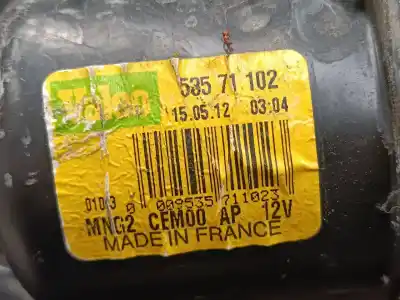 Valeo
535 71 102
15.05.12 03:04
0103 0 009535 711023
MNG2 CEM00 AP 12V
MADE IN FRANCE